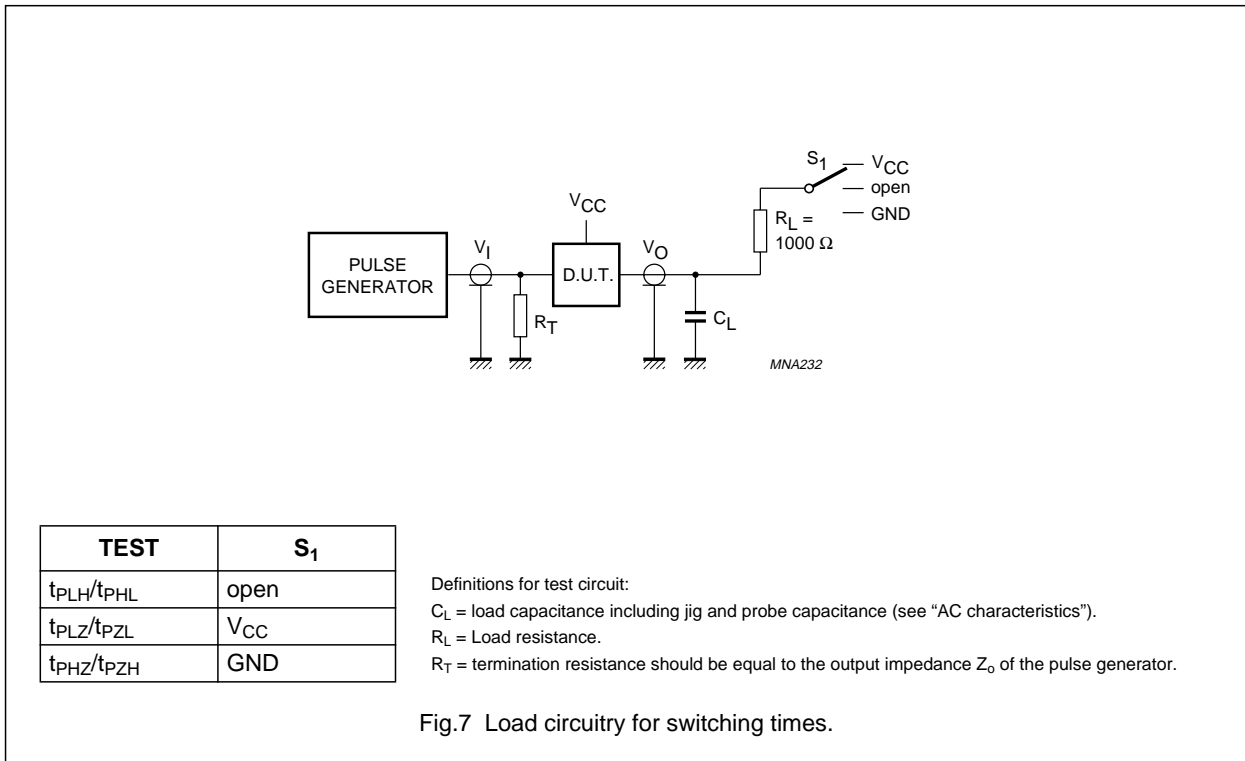 S1
VCC
open
GND
RL =
1000 Ω
VCC
VI
VO
PULSE
GENERATOR
D.U.T.
RT
CL
MNA232
TEST S1
tPLH/tPHL open
tPLZ/tPZL VCC
tPHZ/tPZH GND
Definitions for test circuit:
CL = load capacitance including jig and probe capacitance (see “AC characteristics”).
RL = Load resistance.
RT = termination resistance should be equal to the output impedance Zo of the pulse generator.
Fig.7 Load circuitry for switching times.